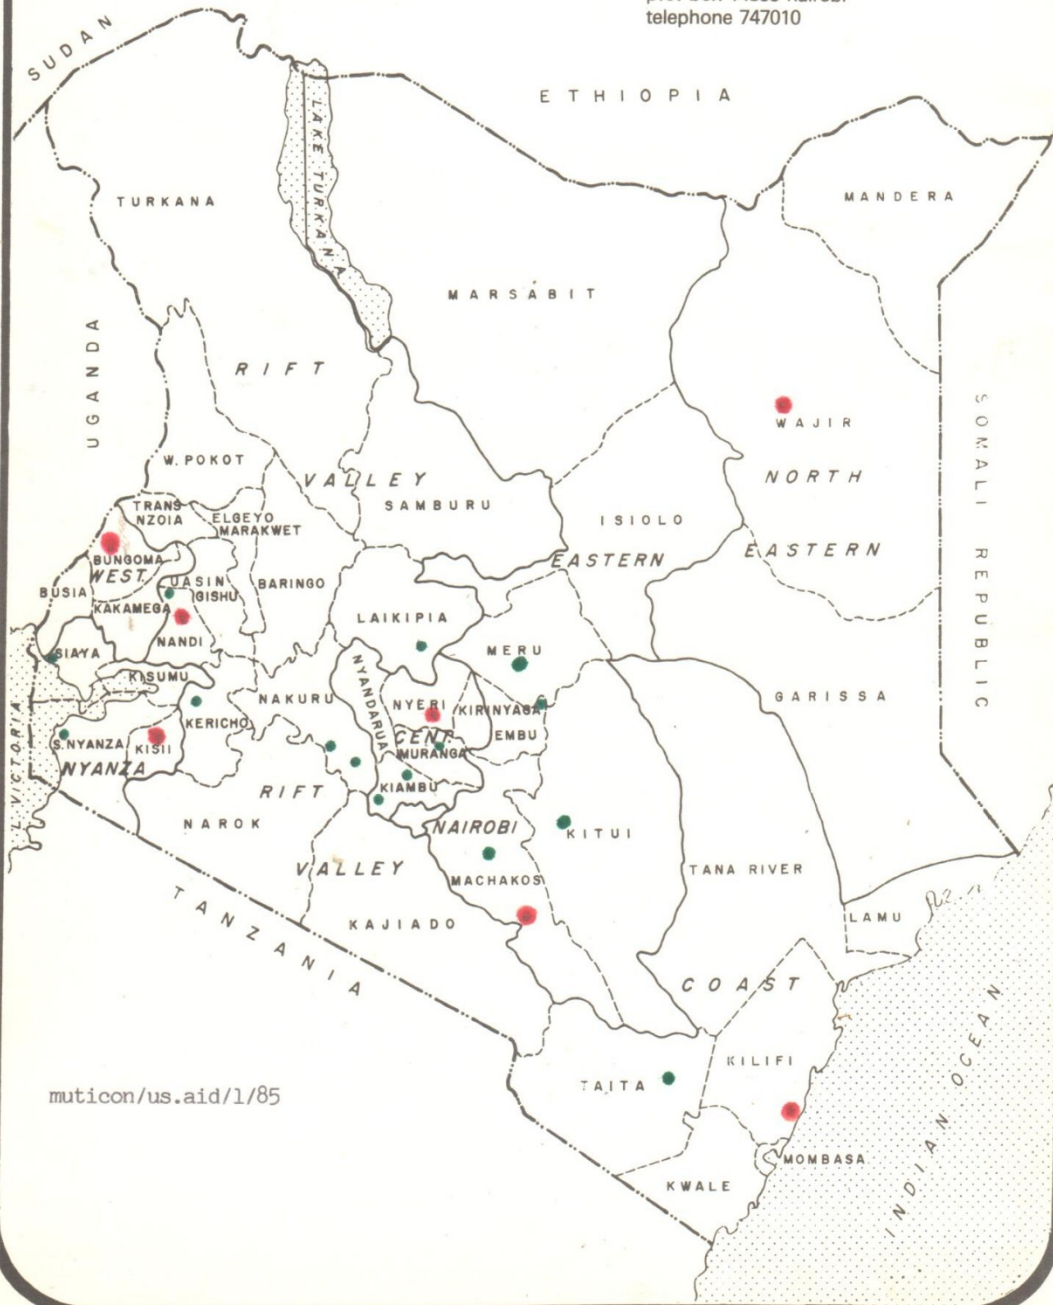 telephone 747010
SUDAN
ETHIOPIA
LAKE TURKANA
TURKANA
MANDERA
MARSABIT
UGANDA
RIFT
SOMALI REPUBLIC
WAJIR
W. POKOT
VALLEY
NORTH
SAMBURU
TRANS
NZOIA
ELGEYO
MARAKWET
ISIOLO
EASTERN
EASTERN
BUNGOMA
WEST.
UASIN
GISHU
BARINGO
BUSIA
KAKAMEGA
LAIKIPIA
NANDI
SIAYA
MERU
KISUMU
NYANDARUA
NAKURU
NYERI
KIRINYAGA
GARISSA
KERICHO
CENT.
EMBU
S.NYANZA
KISII
MURANGA
NYANZA
L. VICTORIA
KIAMBU
RIFT
NAROK
NAIROBI
KITUI
VALLEY
MACHAKOS
TANA RIVER
TANZANIA
KAJIADO
LAMU
COAST
INDIAN OCEAN
KILIFI
TAITA
muticon/us.aid/1/85
MOMBASA
KWALE